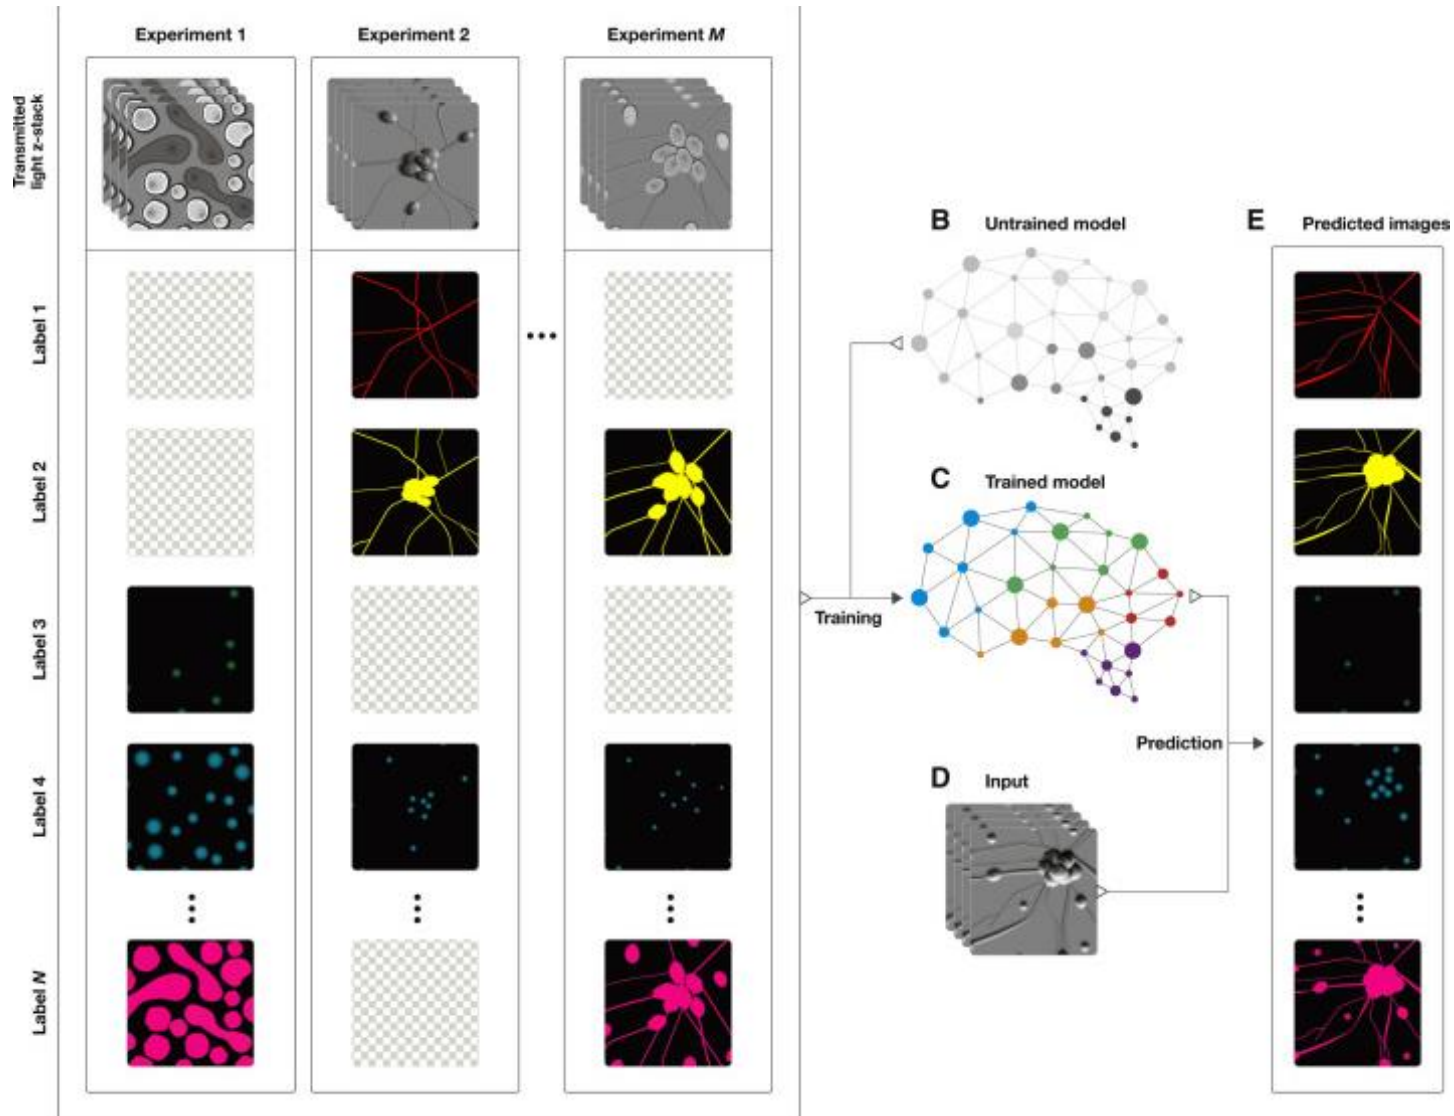 Experiment 1
Experiment 2
Experiment M
Transmitted
light z-stack
Label 1
Label 2
Label 3
Label 4
Label N
Training
B
Untrained model
C
Trained model
D
Input
Prediction
E
Predicted images